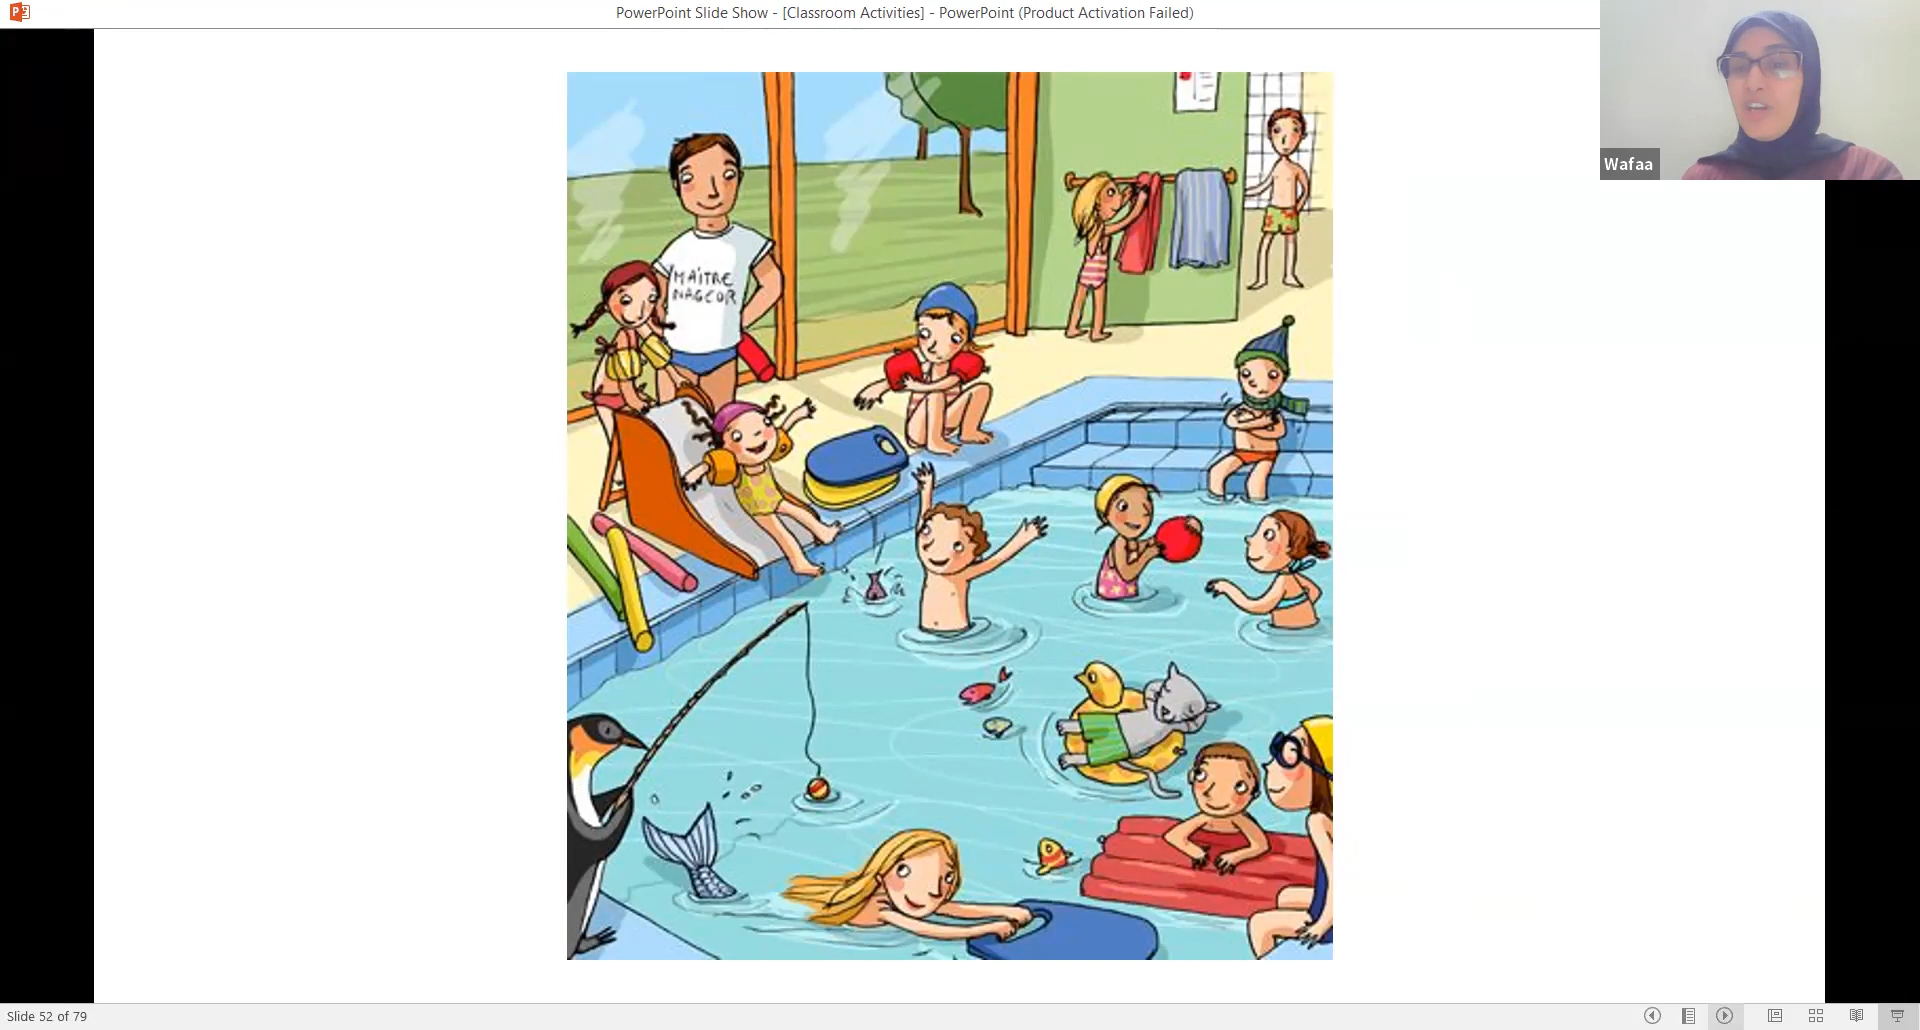 PowerPoint Slide Show - [Classroom Activities] - PowerPoint (Product Activation Failed)
Wafaa
MAÎTRE
NAGEUR
Slide 52 of 79